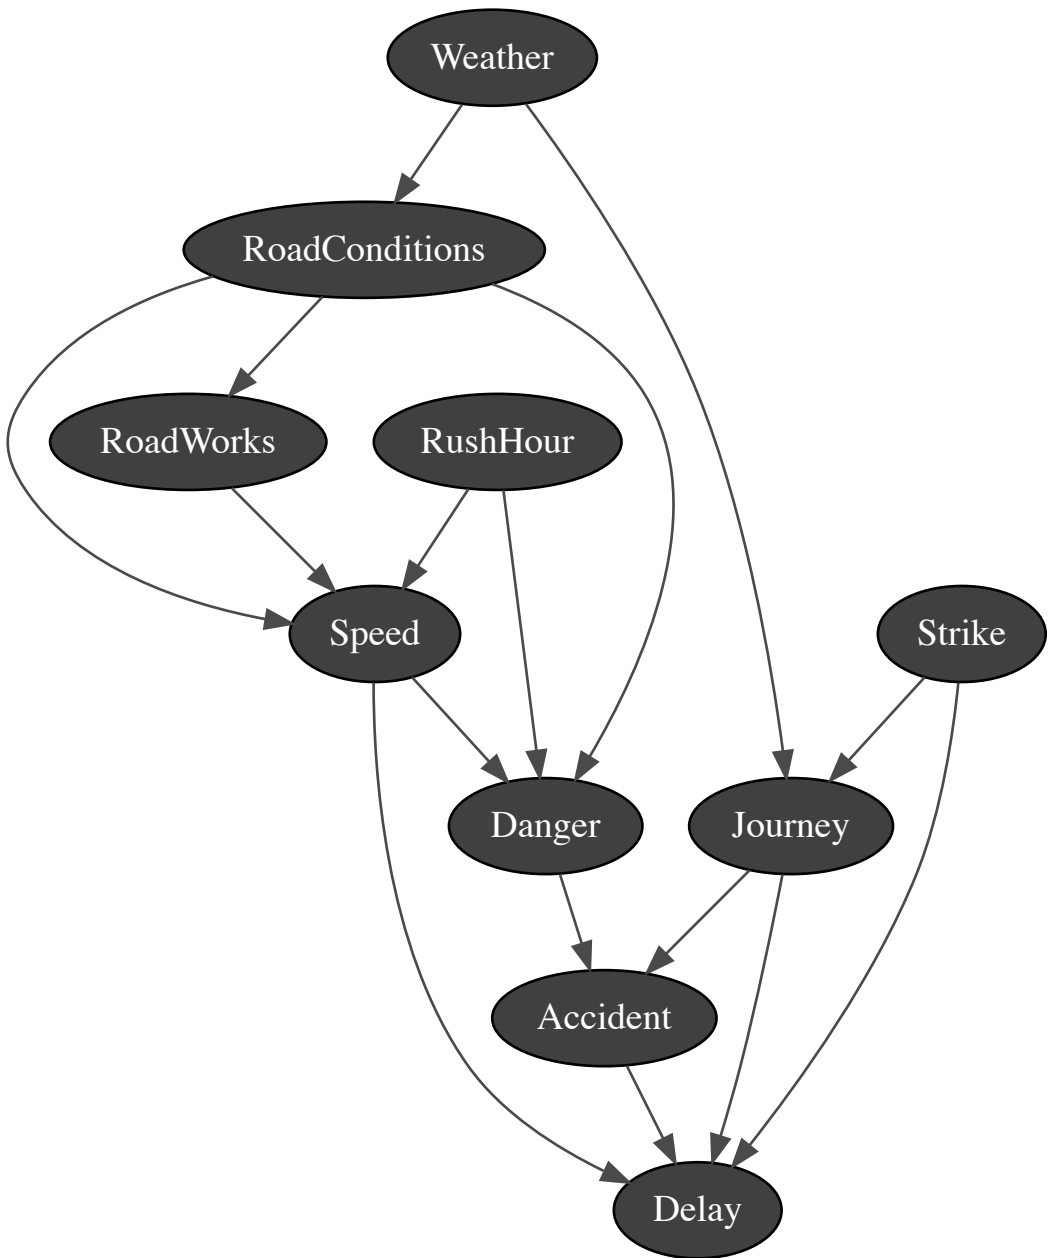 Weather
RoadConditions
RoadWorks
RushHour
Speed
Strike
Danger
Journey
Accident
Delay